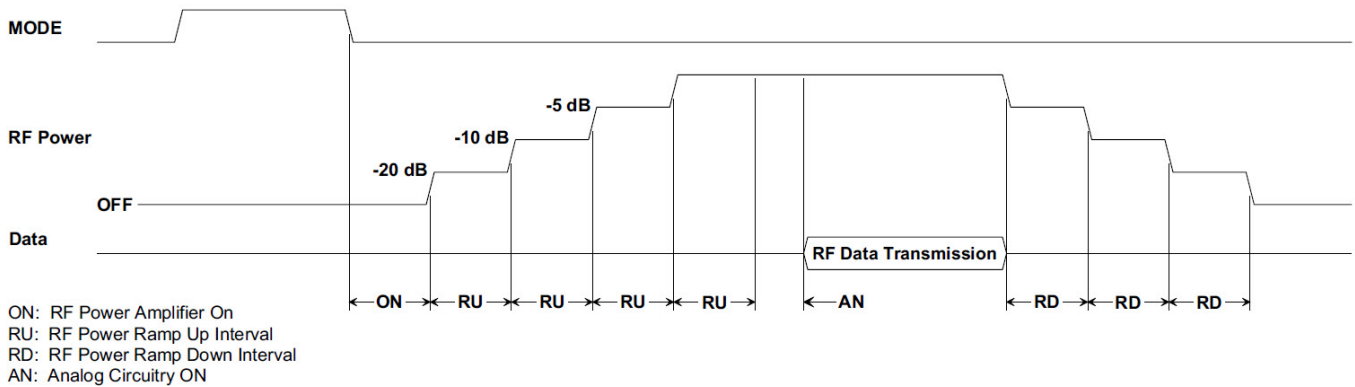 MODE
-5 dB
RF Power
-10 dB
-20 dB
OFF
Data
RF Data Transmission
ON RU RU RU RU AN RD RD RD
ON: RF Power Amplifier On
RU: RF Power Ramp Up Interval
RD: RF Power Ramp Down Interval
AN: Analog Circuitry ON